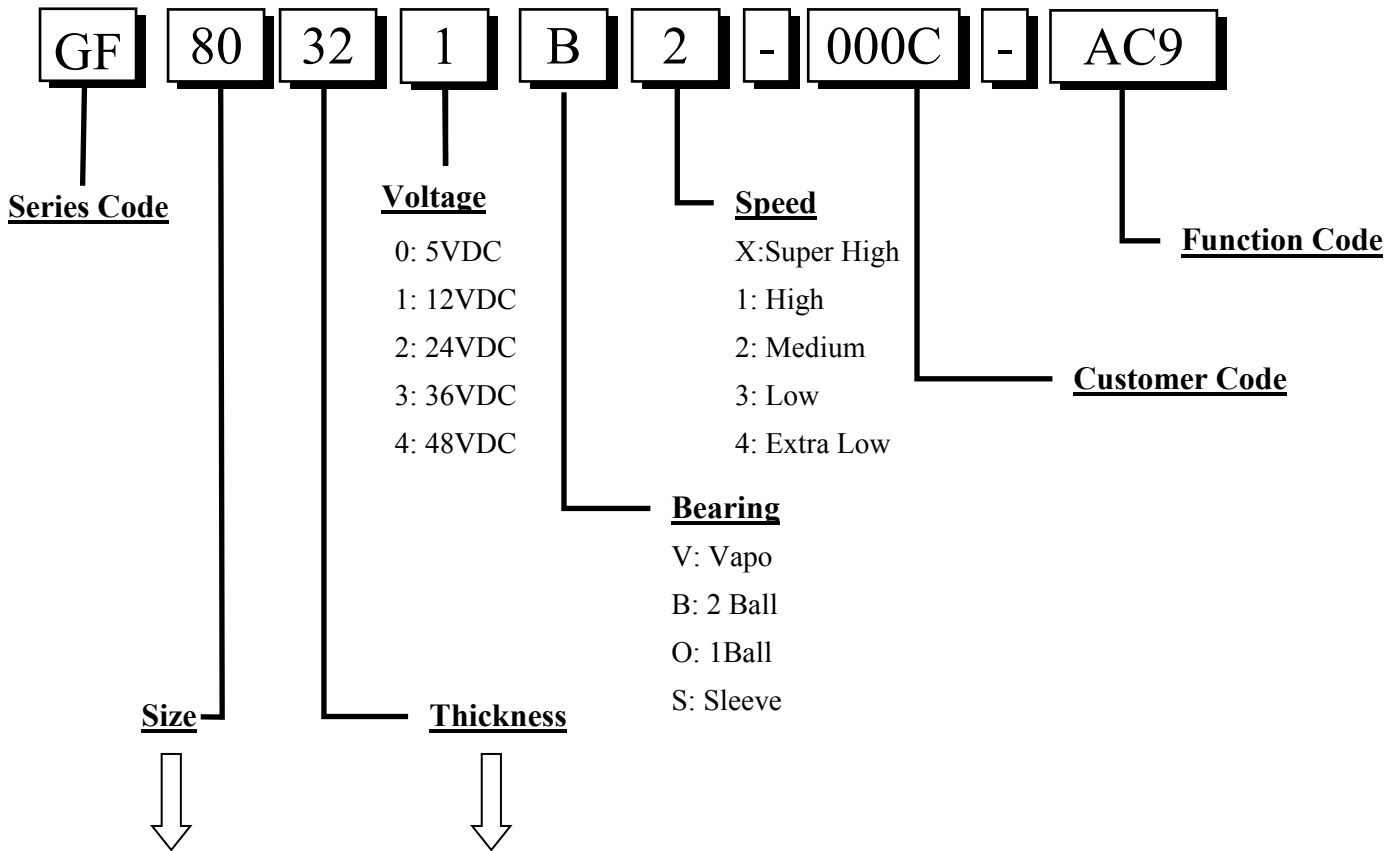 GF 80 32 1 B 2 - 000C - AC9
Series Code
Voltage
0: 5VDC
1: 12VDC
2: 24VDC
3: 36VDC
4: 48VDC
Speed
X:Super High
1: High
2: Medium
3: Low
4: Extra Low
Function Code
Customer Code
Bearing
V: Vapo
B: 2 Ball
O: 1Ball
S: Sleeve
Size
Thickness